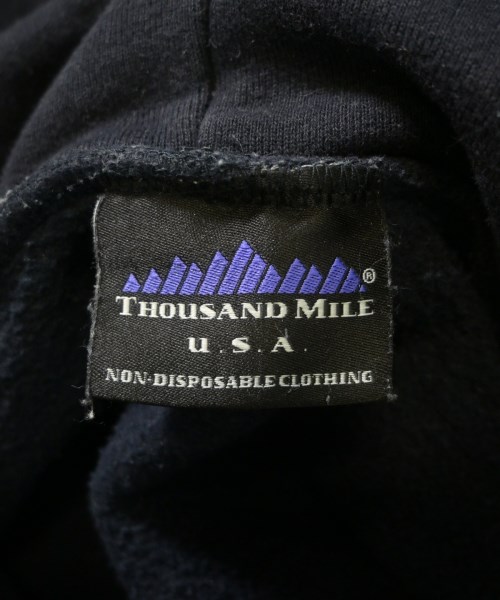 ®
THOUSAND MILE
U.S.A.
NON-DISPOSABLE CLOTHING